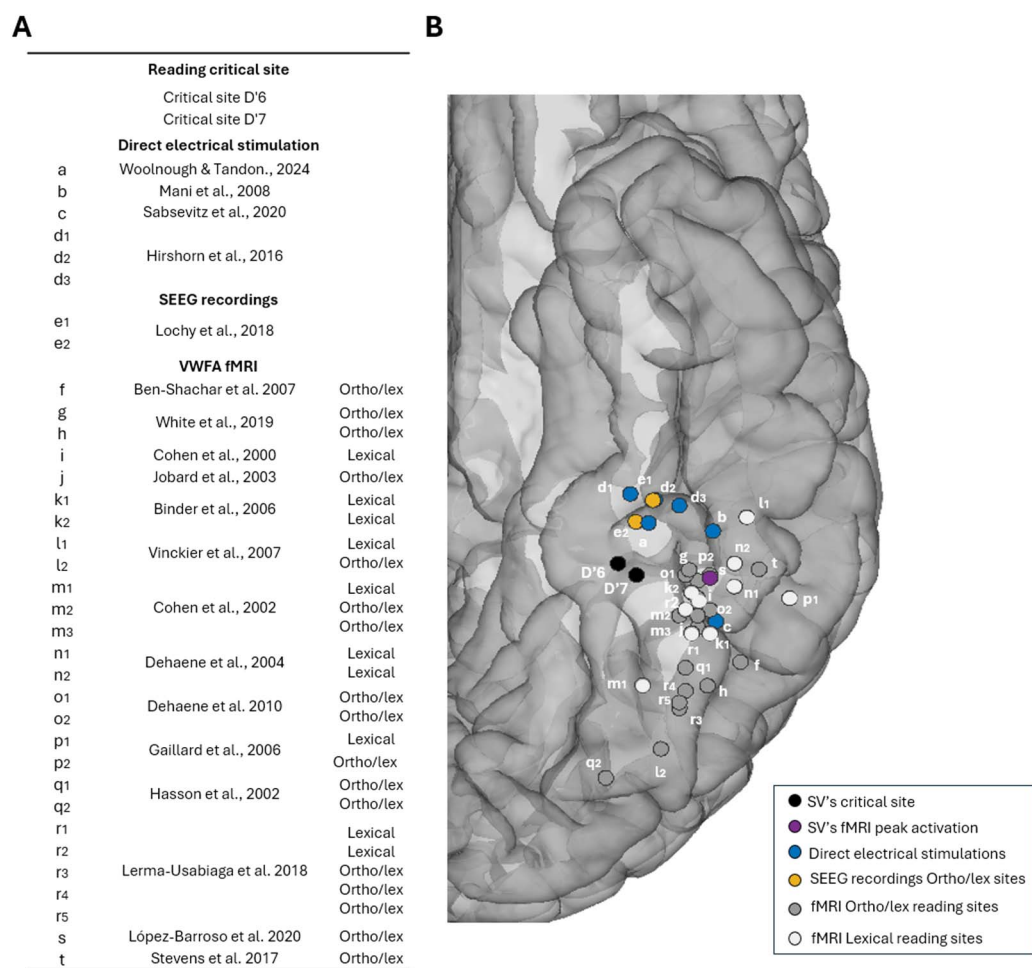 A
B
Reading critical site
Critical site D'6
Critical site D'7
Direct electrical stimulation
a Woolnough & Tandon., 2024
b Mani et al., 2008
c Sabsevitz et al., 2020
d1
d2 Hirshorn et al., 2016
d3
SEEG recordings
e1
Lochy et al., 2018
e2
VWFA fMRI
f Ben-Shachar et al. 2007 Ortho/lex
g Ortho/lex
White et al., 2019
h Ortho/lex
i Cohen et al., 2000 Lexical
j Jobard et al., 2003 Ortho/lex
k1 Lexical
Binder et al., 2006
k2 Lexical
l1 Lexical
Vinckier et al., 2007
l2 Ortho/lex
m1 Lexical
m2 Cohen et al., 2002 Ortho/lex
m3 Ortho/lex
n1 Lexical
Dehaene et al., 2004
n2 Lexical
o1 Ortho/lex
Dehaene et al. 2010
o2 Ortho/lex
p1 Lexical
Gaillard et al., 2006
p2 Ortho/lex
q1 Ortho/lex
Hasson et al., 2002
q2 Ortho/lex
r1 Lexical
r2 Lexical
r3 Lerma-Usabiaga et al. 2018 Ortho/lex
r4 Ortho/lex
r5 Ortho/lex
s López-Barroso et al. 2020 Ortho/lex
t Stevens et al. 2017 Ortho/lex
d1 e1 d2 d3
l1
b
e2 a
g p2 n2
D'6 o1 s t
D'7 k2 i n1 p1
r2
m2 o2
m3 j c
r1 k1
q1 f
m1 r4 h
r5
r3
q2 l2
SV's critical site
SV's fMRI peak activation
Direct electrical stimulations
SEEG recordings Ortho/lex sites
fMRI Ortho/lex reading sites
fMRI Lexical reading sites